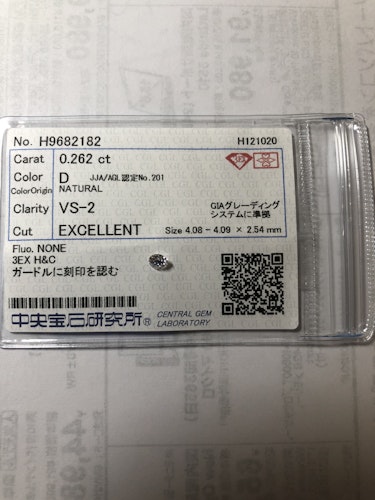 No. H9682182 H121020
Carat 0.262 ct
Color D JJA/AGL認定No.201
ColorOrigin NATURAL
Clarity VS-2 GIAグレーディング
システムに準拠
Cut EXCELLENT Size 4.08 - 4.09 × 2.54 mm
Fluo. NONE
3EX H&C
ガードルに刻印を認む
中央宝石研究所® CENTRAL GEM
LABORATORY